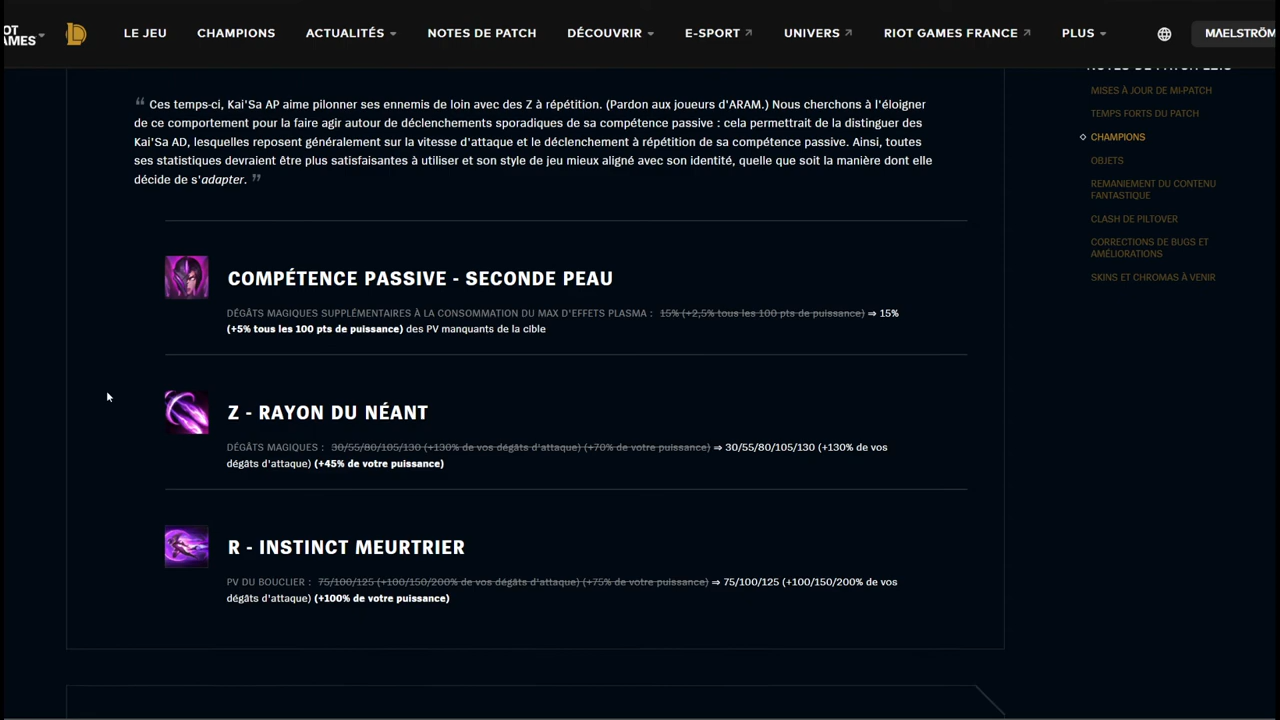 LE JEU CHAMPIONS ACTUALITÉS NOTES DE PATCH DÉCOUVRIR E-SPORT UNIVERS RIOT GAMES FRANCE PLUS MAELSTRÖM
“ Ces temps-ci, Kai'Sa AP aime pilonner ses ennemis de loin avec des Z à répétition. (Pardon aux joueurs d'ARAM.) Nous cherchons à l'éloigner
de ce comportement pour la faire agir autour de déclenchements sporadiques de sa compétence passive : cela permettrait de la distinguer des
Kai'Sa AD, lesquelles reposent généralement sur la vitesse d'attaque et le déclenchement à répétition de sa compétence passive. Ainsi, toutes
ses statistiques devraient être plus satisfaisantes à utiliser et son style de jeu mieux aligné avec son identité, quelle que soit la manière dont elle
décide de s'adapter. ”
COMPÉTENCE PASSIVE - SECONDE PEAU
DÉGÂTS MAGIQUES SUPPLÉMENTAIRES À LA CONSOMMATION DU MAX D'EFFETS PLASMA : 15% (+2,5% tous les 100 pts de puissance) ⇒ 15%
(+5% tous les 100 pts de puissance) des PV manquants de la cible
Z - RAYON DU NÉANT
DÉGÂTS MAGIQUES : 30/55/80/105/130 (+130% de vos dégâts d'attaque) (+70% de votre puissance) ⇒ 30/55/80/105/130 (+130% de vos
dégâts d'attaque) (+45% de votre puissance)
R - INSTINCT MEURTRIER
PV DU BOUCLIER : 75/100/125 (+100/150/200% de vos dégâts d'attaque) (+75% de votre puissance) ⇒ 75/100/125 (+100/150/200% de vos
dégâts d'attaque) (+100% de votre puissance)
MISES À JOUR DE MI-PATCH
TEMPS FORTS DU PATCH
CHAMPIONS
OBJETS
REMANIEMENT DU CONTENU
FANTASTIQUE
CLASH DE PILTOVER
CORRECTIONS DE BUGS ET
AMÉLIORATIONS
SKINS ET CHROMAS À VENIR